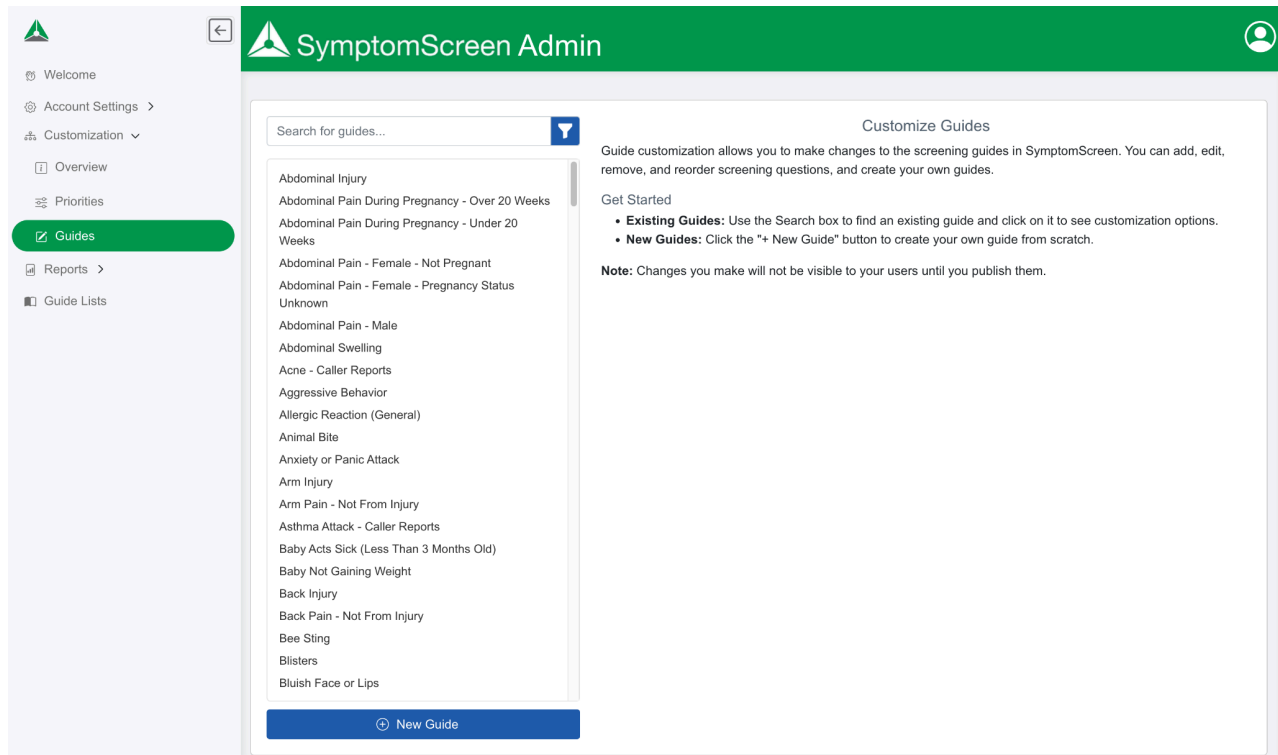 SymptomScreen Admin
Welcome
Account Settings
Customization
Overview
Priorities
Guides
Reports
Guide Lists
Search for guides...
Abdominal Injury
Abdominal Pain During Pregnancy - Over 20 Weeks
Abdominal Pain During Pregnancy - Under 20
Weeks
Abdominal Pain - Female - Not Pregnant
Abdominal Pain - Female - Pregnancy Status
Unknown
Abdominal Pain - Male
Abdominal Swelling
Acne - Caller Reports
Aggressive Behavior
Allergic Reaction (General)
Animal Bite
Anxiety or Panic Attack
Arm Injury
Arm Pain - Not From Injury
Asthma Attack - Caller Reports
Baby Acts Sick (Less Than 3 Months Old)
Baby Not Gaining Weight
Back Injury
Back Pain - Not From Injury
Bee Sting
Blisters
Bluish Face or Lips
New Guide
Customize Guides
Guide customization allows you to make changes to the screening guides in SymptomScreen. You can add, edit,
remove, and reorder screening questions, and create your own guides.
Get Started
• Existing Guides: Use the Search box to find an existing guide and click on it to see customization options.
• New Guides: Click the "+ New Guide" button to create your own guide from scratch.
Note: Changes you make will not be visible to your users until you publish them.